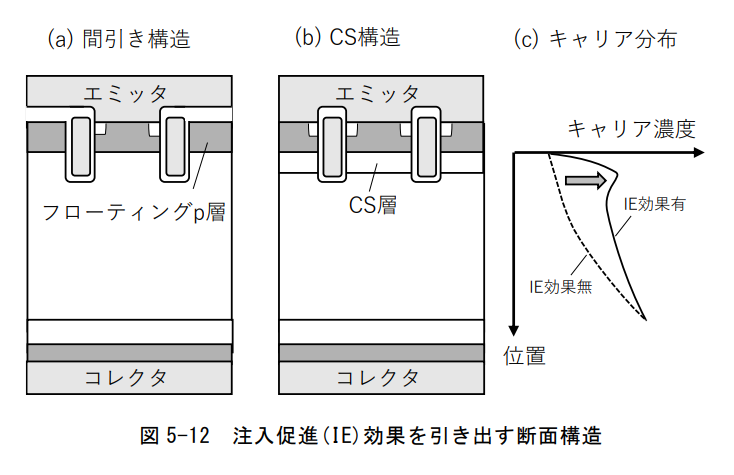 (a) 間引き構造
(b) CS構造
(c) キャリア分布
エミッタ
エミッタ
キャリア濃度
フローティングp層
CS層
IE効果有
IE効果無
位置
コレクタ
コレクタ
図 5-12 注入促進(IE)効果を引き出す断面構造